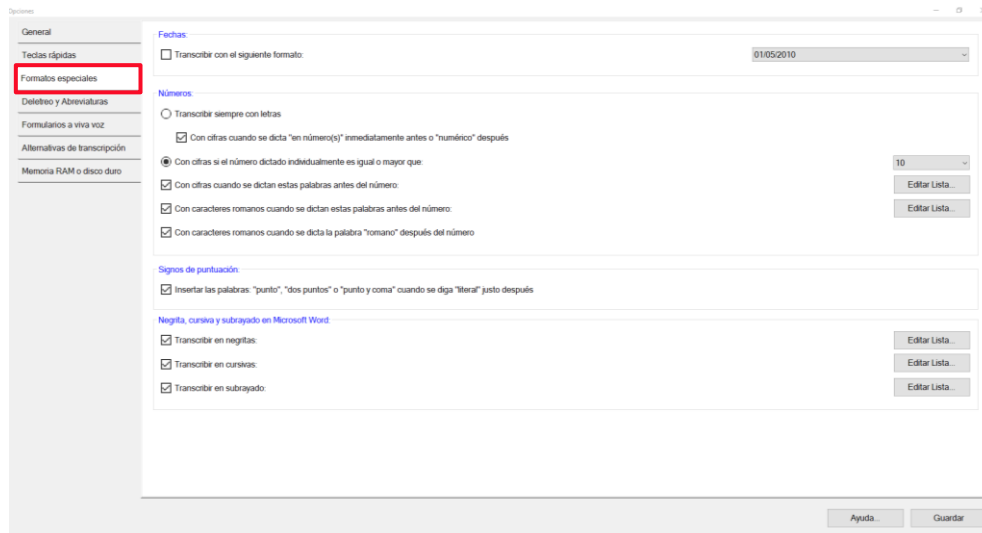 Opciones
General
Teclas rápidas
Formatos especiales
Deletreo y Abreviaturas
Formularios a viva voz
Alternativas de transcripción
Memoria RAM o disco duro
Fechas:
Transcribir con el siguiente formato: 01/05/2010
Números:
Transcribir siempre con letras
Con cifras cuando se dicta "en número(s)" inmediatamente antes o "numérico" después
Con cifras si el número dictado individualmente es igual o mayor que: 10
Con cifras cuando se dictan estas palabras antes del número: Editar Lista...
Con caracteres romanos cuando se dictan estas palabras antes del número: Editar Lista...
Con caracteres romanos cuando se dicta la palabra "romano" después del número
Signos de puntuación:
Insertar las palabras: "punto", "dos puntos" o "punto y coma" cuando se diga "literal" justo después
Negrita, cursiva y subrayado en Microsoft Word:
Transcribir en negritas: Editar Lista...
Transcribir en cursivas: Editar Lista...
Transcribir en subrayado: Editar Lista...
Ayuda... Guardar